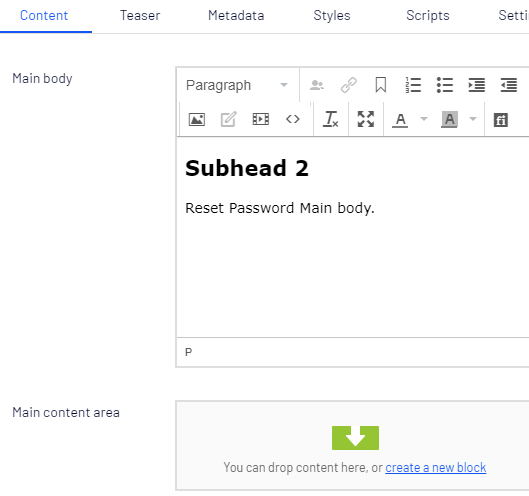 Content Teaser Metadata Styles Scripts Setti
Main body
Paragraph
Subhead 2
Reset Password Main body.
P
Main content area
You can drop content here, or create a new block